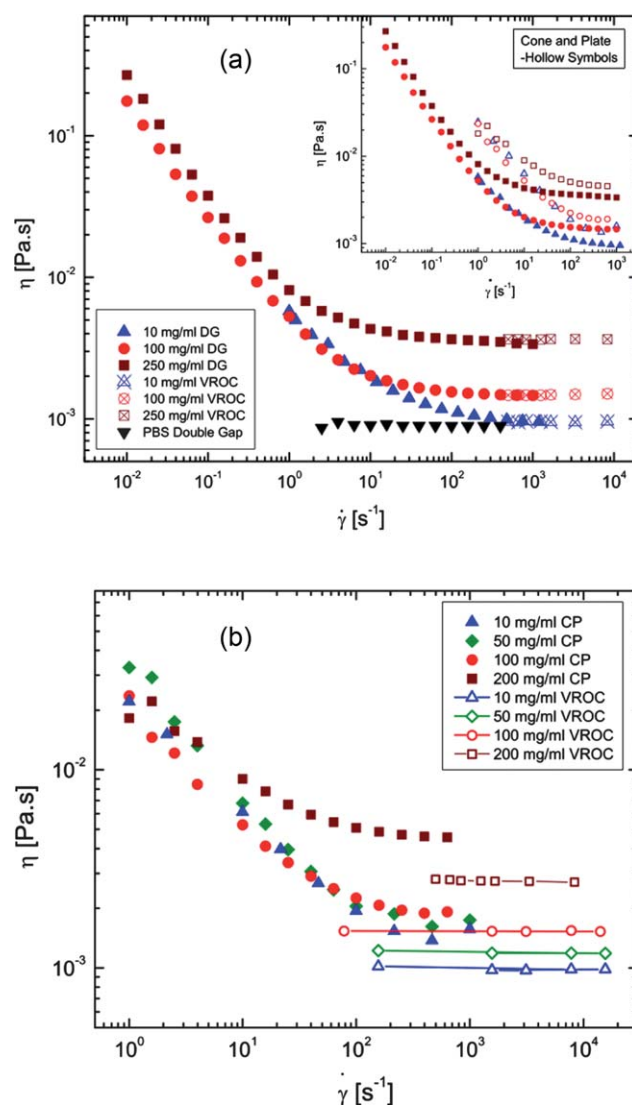 (a)
Cone and Plate
-Hollow Symbols
η [Pa.s]
10⁻¹
10⁻²
10⁻³
10⁻² 10⁻¹ 10⁰ 10¹ 10² 10³
γ̇ [s⁻¹]
η [Pa.s]
10⁻¹
10⁻²
10⁻³
10 mg/ml DG
100 mg/ml DG
250 mg/ml DG
10 mg/ml VROC
100 mg/ml VROC
250 mg/ml VROC
PBS Double Gap
10⁻² 10⁻¹ 10⁰ 10¹ 10² 10³ 10⁴
γ̇ [s⁻¹]
(b)
10 mg/ml CP
50 mg/ml CP
100 mg/ml CP
200 mg/ml CP
10 mg/ml VROC
50 mg/ml VROC
100 mg/ml VROC
200 mg/ml VROC
η [Pa.s]
10⁻²
10⁻³
10⁰ 10¹ 10² 10³ 10⁴
γ̇ [s⁻¹]